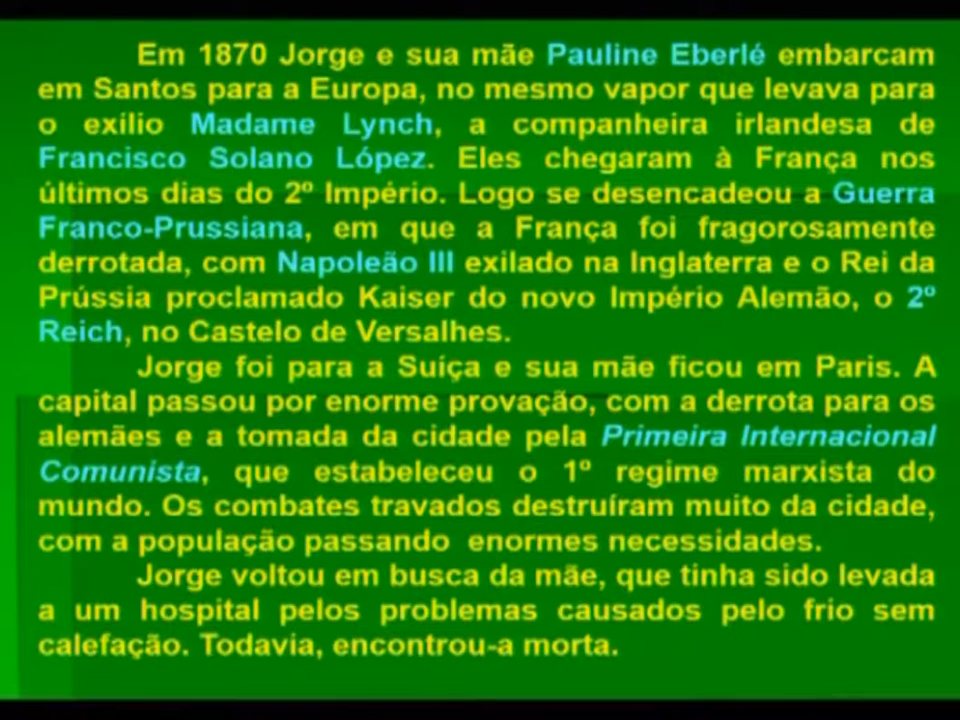 Em 1870 Jorge e sua mãe Pauline Eberlé embarcam
em Santos para a Europa, no mesmo vapor que levava para
o exílio Madame Lynch, a companheira irlandesa de
Francisco Solano López. Eles chegaram à França nos
últimos dias do 2º Império. Logo se desencadeou a Guerra
Franco-Prussiana, em que a França foi fragorosamente
derrotada, com Napoleão III exilado na Inglaterra e o Rei da
Prússia proclamado Kaiser do novo Império Alemão, o 2º
Reich, no Castelo de Versalhes.
Jorge foi para a Suíça e sua mãe ficou em Paris. A
capital passou por enorme provação, com a derrota para os
alemães e a tomada da cidade pela Primeira Internacional
Comunista, que estabeleceu o 1º regime marxista do
mundo. Os combates travados destruíram muito da cidade,
com a população passando enormes necessidades.
Jorge voltou em busca da mãe, que tinha sido levada
a um hospital pelos problemas causados pelo frio sem
calefação. Todavia, encontrou-a morta.